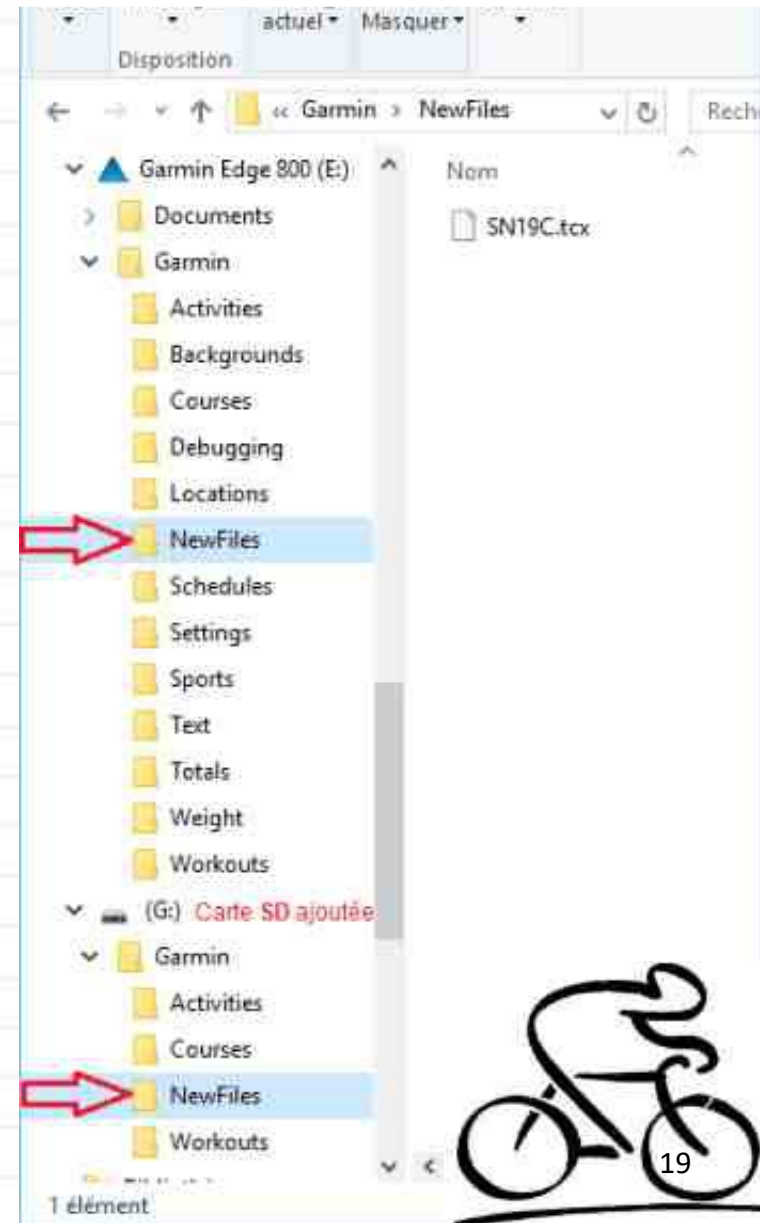 actuel Masquer
Disposition
« Garmin > NewFiles
Garmin Edge 800 (E:)
Nom
Documents
SN19C.tcx
Garmin
Activities
Backgrounds
Courses
Debugging
Locations
NewFiles
Schedules
Settings
Sports
Text
Totals
Weight
Workouts
(G:) Carte SD ajoutée
Garmin
Activities
Courses
NewFiles
Workouts
19
1 élément